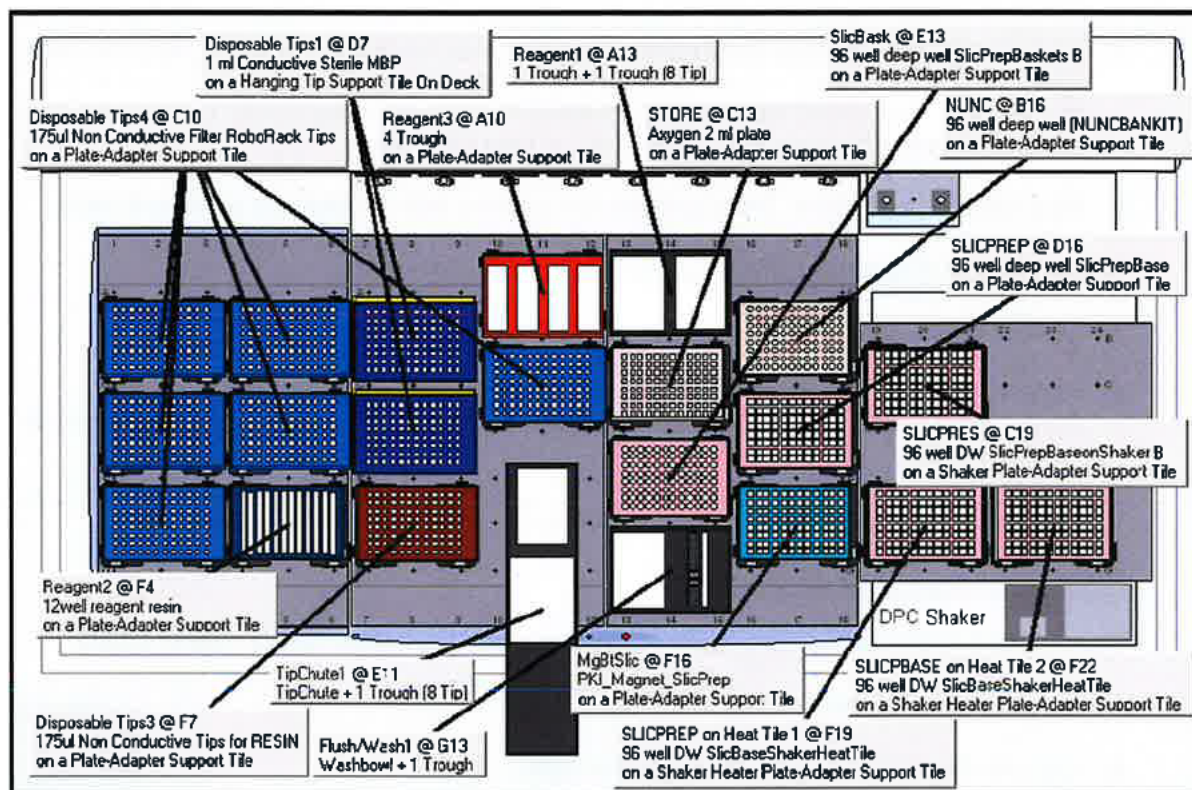 Disposable Tips1 @ D7
1 ml Conductive Sterile MBP
on a Hanging Tip Support Tile On Deck
Reagent1 @ A13
1 Trough + 1 Trough (8 Tip)
SlicBask @ E13
96 well deep well SlicPrepBaskets B
on a Plate-Adapter Support Tile
Disposable Tips4 @ C10
175ul Non Conductive Filter RoboRack Tips
on a Plate-Adapter Support Tile
Reagent3 @ A10
4 Trough
on a Plate-Adapter Support Tile
STORE @ C13
Axygen 2 ml plate
on a Plate-Adapter Support Tile
NUNC @ B16
96 well deep well (NUNCBANKIT)
on a Plate-Adapter Support Tile
SLICPREP @ D16
96 well deep well SlicPrepBase
on a Plate-Adapter Support Tile
SLICPRES @ C19
96 well DW SlicPrepBaseonShaker B
on a Shaker Plate-Adapter Support Tile
Reagent2 @ F4
12well reagent resin
on a Plate-Adapter Support Tile
DPC Shaker
TipChute1 @ E11
TipChute + 1 Trough (8 Tip)
MgBtSlic @ F16
PKI_Magnet_SlicPrep
on a Plate-Adapter Support Tile
SLICPBASE on Heat Tile 2 @ F22
96 well DW SlicBaseShakerHeatTile
on a Shaker Heater Plate-Adapter Support Tile
Disposable Tips3 @ F7
175ul Non Conductive Tips for RESIN
on a Plate-Adapter Support Tile
Flush/Wash1 @ G13
Washbowl + 1 Trough
SLICPREP on Heat Tile 1 @ F19
96 well DW SlicBaseShakerHeatTile
on a Shaker Heater Plate-Adapter Support Tile